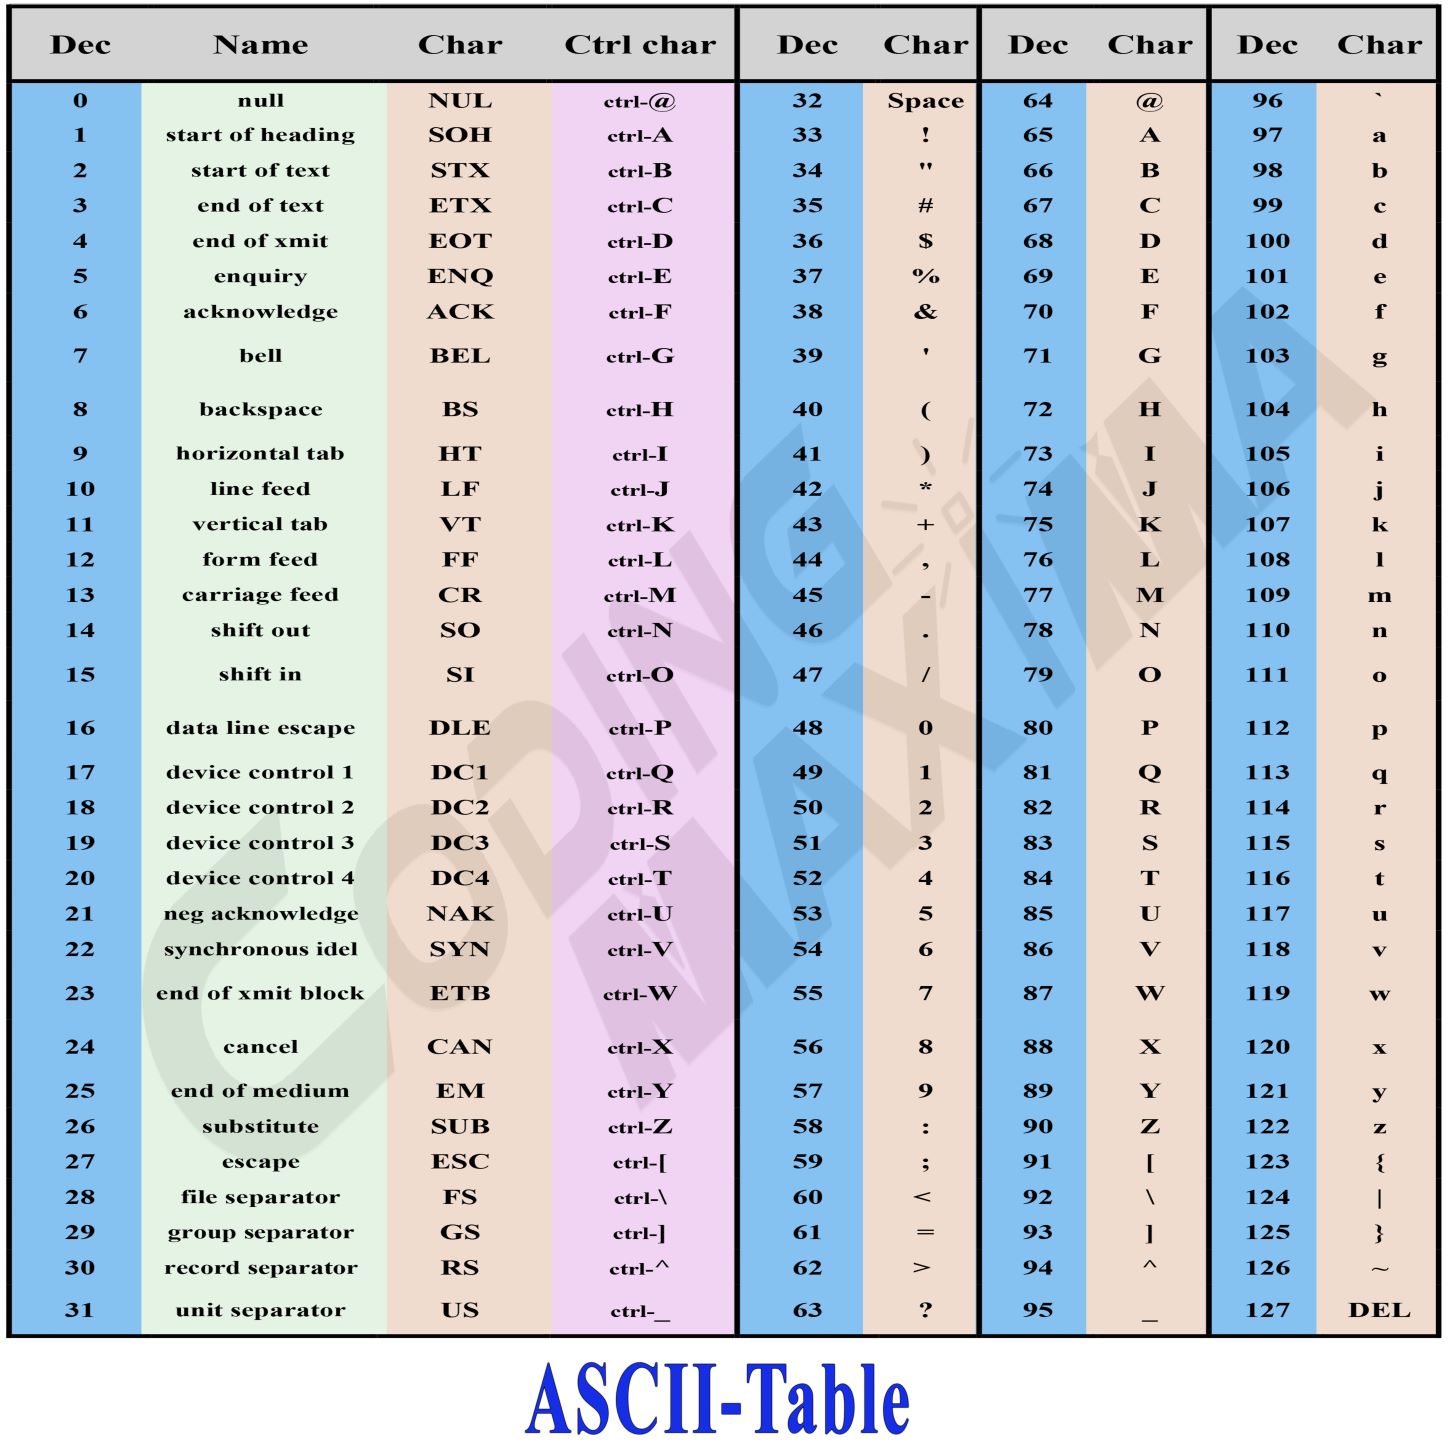 Dec Name Char Ctrl char Dec Char Dec Char Dec Char
0 null NUL ctrl-@ 32 Space 64 @ 96 `
1 start of heading SOH ctrl-A 33 ! 65 A 97 a
2 start of text STX ctrl-B 34 " 66 B 98 b
3 end of text ETX ctrl-C 35 # 67 C 99 c
4 end of xmit EOT ctrl-D 36 $ 68 D 100 d
5 enquiry ENQ ctrl-E 37 % 69 E 101 e
6 acknowledge ACK ctrl-F 38 & 70 F 102 f
7 bell BEL ctrl-G 39 ' 71 G 103 g
8 backspace BS ctrl-H 40 ( 72 H 104 h
9 horizontal tab HT ctrl-I 41 ) 73 I 105 i
10 line feed LF ctrl-J 42 * 74 J 106 j
11 vertical tab VT ctrl-K 43 + 75 K 107 k
12 form feed FF ctrl-L 44 , 76 L 108 l
13 carriage feed CR ctrl-M 45 - 77 M 109 m
14 shift out SO ctrl-N 46 . 78 N 110 n
15 shift in SI ctrl-O 47 / 79 O 111 o
16 data line escape DLE ctrl-P 48 0 80 P 112 p
17 device control 1 DC1 ctrl-Q 49 1 81 Q 113 q
18 device control 2 DC2 ctrl-R 50 2 82 R 114 r
19 device control 3 DC3 ctrl-S 51 3 83 S 115 s
20 device control 4 DC4 ctrl-T 52 4 84 T 116 t
21 neg acknowledge NAK ctrl-U 53 5 85 U 117 u
22 synchronous idel SYN ctrl-V 54 6 86 V 118 v
23 end of xmit block ETB ctrl-W 55 7 87 W 119 w
24 cancel CAN ctrl-X 56 8 88 X 120 x
25 end of medium EM ctrl-Y 57 9 89 Y 121 y
26 substitute SUB ctrl-Z 58 : 90 Z 122 z
27 escape ESC ctrl-[ 59 ; 91 [ 123 {
28 file separator FS ctrl-\ 60 < 92 \ 124 |
29 group separator GS ctrl-] 61 = 93 ] 125 }
30 record separator RS ctrl-^ 62 > 94 ^ 126 ~
31 unit separator US ctrl-_ 63 ? 95 _ 127 DEL
CODING
MAXIMA
ASCII-Table